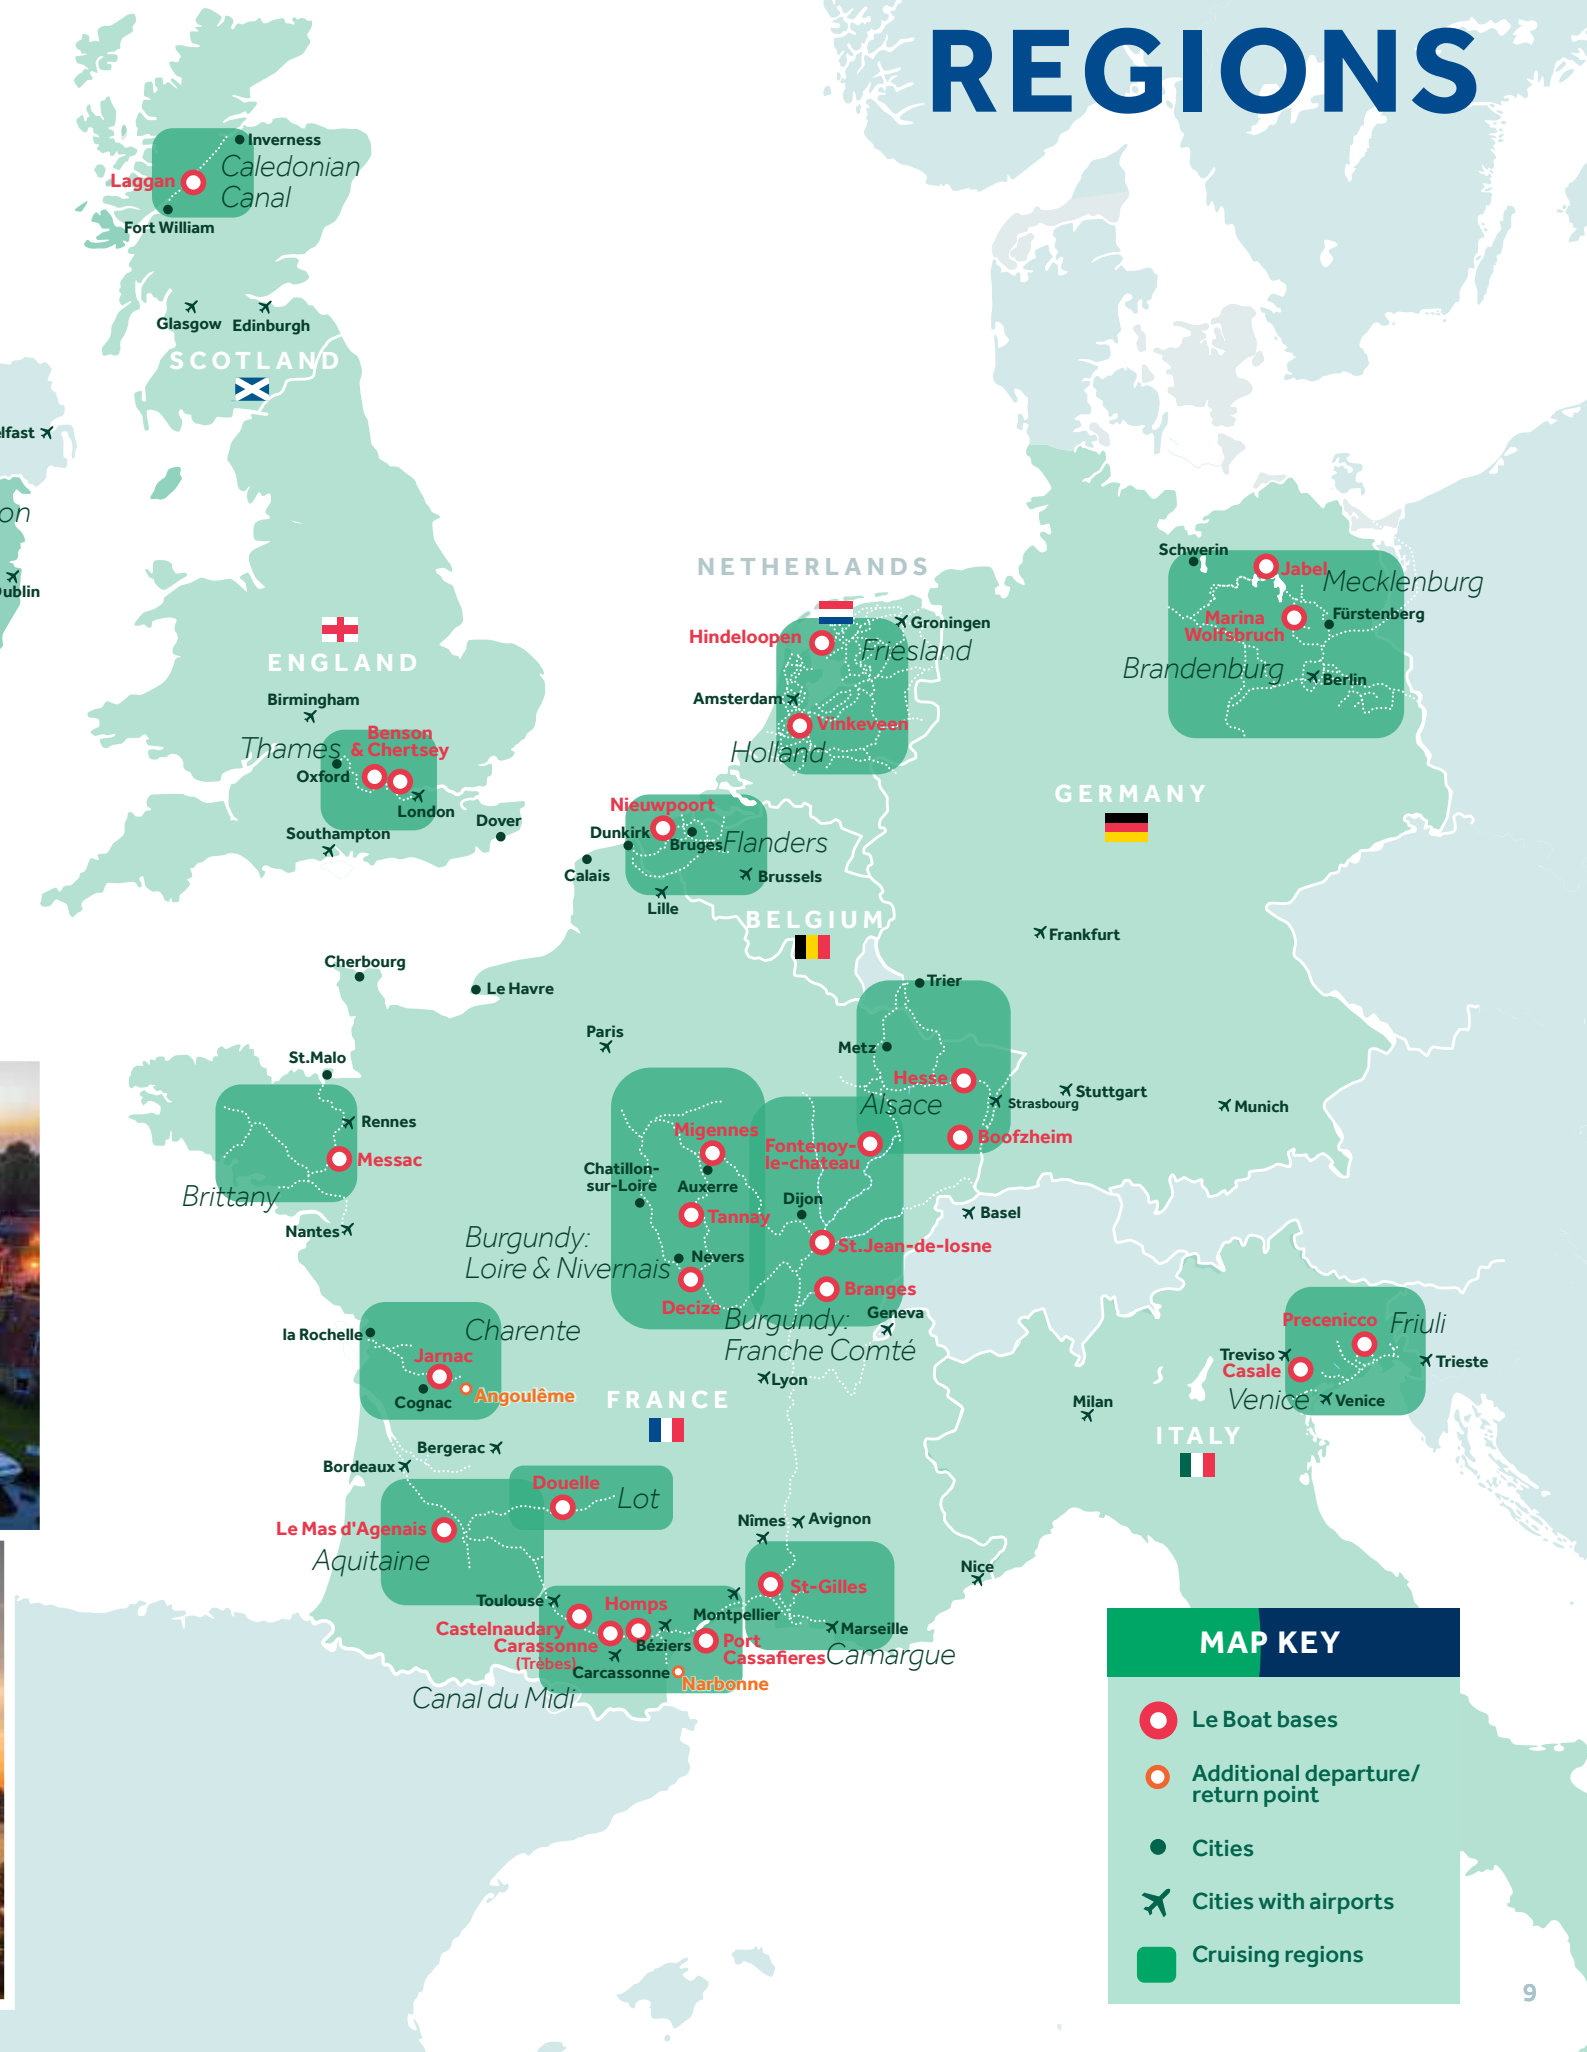 REGIONS
Inverness
Caledonian
Canal
Laggan
Fort William
Glasgow
Edinburgh
SCOTLAND
elfast
on
ublin
ENGLAND
Birmingham
Thames
Benson
& Chertsey
Oxford
London
Southampton
Dover
NETHERLANDS
Groningen
Hindeloopen
Friesland
Amsterdam
Vinkeveen
Holland
Schwerin
Jabel
Mecklenburg
Marina
Wolfsbruch
Fürstenberg
Brandenburg
Berlin
GERMANY
Nieuwpoort
Dunkirk
Bruges
Flanders
Calais
Brussels
Lille
BELGIUM
Frankfurt
Cherbourg
Le Havre
Trier
Paris
Metz
St.Malo
Hesse
Alsace
Strasbourg
Stuttgart
Munich
Rennes
Messac
Brittany
Nantes
Migennes
Fontenoy-
le-chateau
Boofzheim
Chatillon-
sur-Loire
Auxerre
Dijon
Tannay
Basel
Burgundy:
Loire & Nivernais
Nevers
St.Jean-de-losne
Decize
Branges
Geneva
Burgundy:
Franche Comté
la Rochelle
Charente
Jarnac
Cognac
Angoulême
Lyon
FRANCE
Precenicco
Friuli
Treviso
Casale
Trieste
Venice
Venice
Milan
ITALY
Bergerac
Bordeaux
Douelle
Lot
Le Mas d'Agenais
Aquitaine
Nîmes
Avignon
Nice
Toulouse
St-Gilles
Castelnaudary
Homps
Montpellier
Marseille
Carassonne
(Trèbes)
Béziers
Port
Cassafieres
Camargue
Carcassonne
Narbonne
Canal du Midi
MAP KEY
Le Boat bases
Additional departure/
return point
Cities
Cities with airports
Cruising regions
9